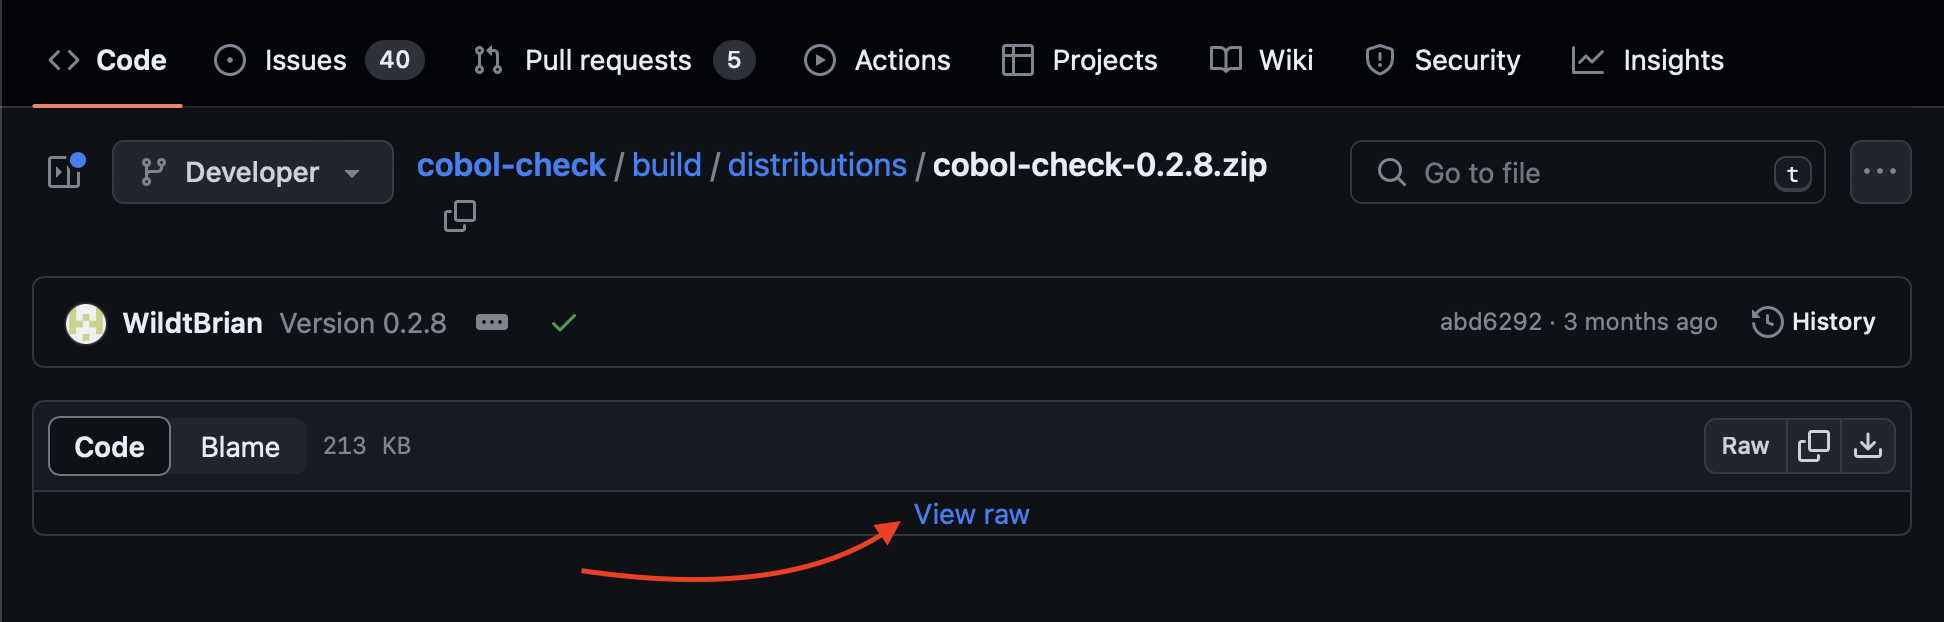 Code Issues 40 Pull requests 5 Actions Projects Wiki Security Insights
Developer cobol-check / build / distributions / cobol-check-0.2.8.zip Go to file t
WildtBrian Version 0.2.8 abd6292 · 3 months ago History
Code Blame 213 KB Raw
View raw